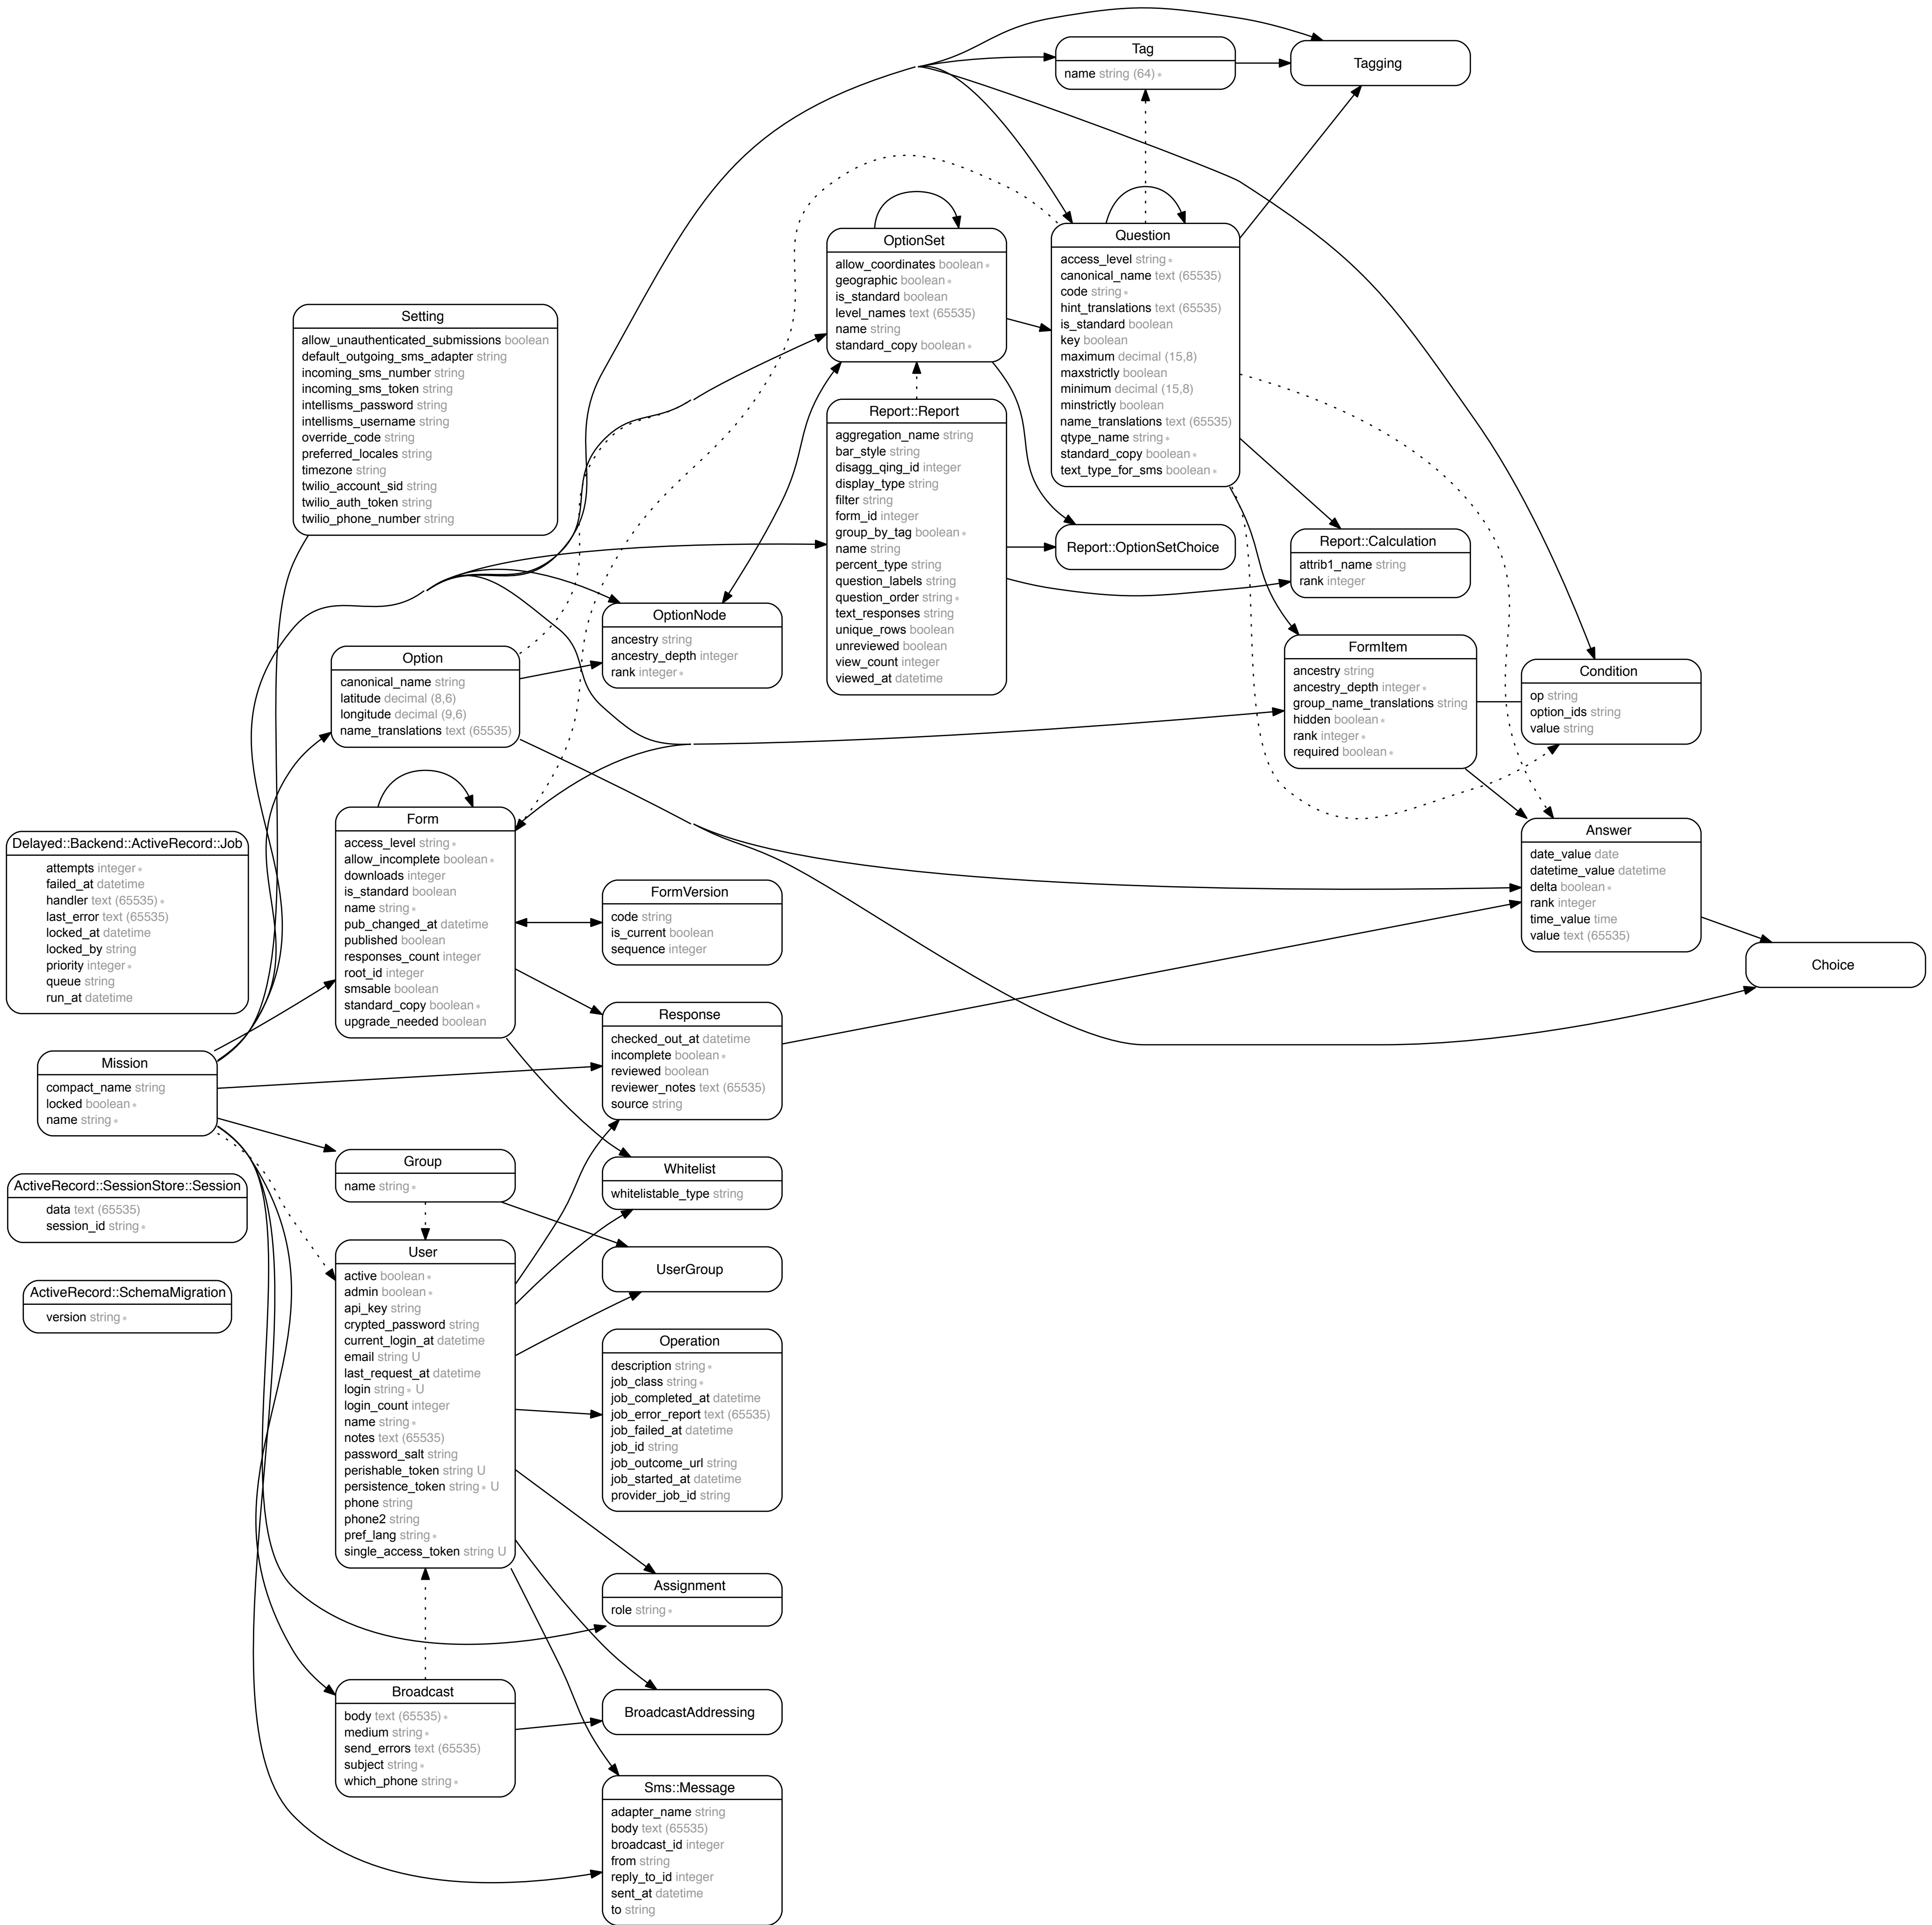 Tag
name string (64) *
Tagging
OptionSet
allow_coordinates boolean *
geographic boolean *
is_standard boolean
level_names text (65535)
name string
standard_copy boolean *
Question
access_level string *
canonical_name text (65535)
code string *
hint_translations text (65535)
is_standard boolean
key boolean
maximum decimal (15,8)
maxstrictly boolean
minimum decimal (15,8)
minstrictly boolean
name_translations text (65535)
qtype_name string *
standard_copy boolean *
text_type_for_sms boolean *
Setting
allow_unauthenticated_submissions boolean
default_outgoing_sms_adapter string
incoming_sms_number string
incoming_sms_token string
intellisms_password string
intellisms_username string
override_code string
preferred_locales string
timezone string
twilio_account_sid string
twilio_auth_token string
twilio_phone_number string
Report::Report
aggregation_name string
bar_style string
disagg_qing_id integer
display_type string
filter string
form_id integer
group_by_tag boolean *
name string
percent_type string
question_labels string
question_order string *
text_responses string
unique_rows boolean
unreviewed boolean
view_count integer
viewed_at datetime
Report::OptionSetChoice
Report::Calculation
attrib1_name string
rank integer
OptionNode
ancestry string
ancestry_depth integer
rank integer *
Option
canonical_name string
latitude decimal (8,6)
longitude decimal (9,6)
name_translations text (65535)
FormItem
ancestry string
ancestry_depth integer *
group_name_translations string
hidden boolean *
rank integer *
required boolean *
Condition
op string
option_ids string
value string
Form
access_level string *
allow_incomplete boolean *
downloads integer
is_standard boolean
name string *
pub_changed_at datetime
published boolean
responses_count integer
root_id integer
smsable boolean
standard_copy boolean *
upgrade_needed boolean
Delayed::Backend::ActiveRecord::Job
attempts integer *
failed_at datetime
handler text (65535) *
last_error text (65535)
locked_at datetime
locked_by string
priority integer *
queue string
run_at datetime
FormVersion
code string
is_current boolean
sequence integer
Answer
date_value date
datetime_value datetime
delta boolean *
rank integer
time_value time
value text (65535)
Choice
Response
checked_out_at datetime
incomplete boolean *
reviewed boolean
reviewer_notes text (65535)
source string
Mission
compact_name string
locked boolean *
name string *
Group
name string *
Whitelist
whitelistable_type string
ActiveRecord::SessionStore::Session
data text (65535)
session_id string *
UserGroup
ActiveRecord::SchemaMigration
version string *
User
active boolean *
admin boolean *
api_key string
crypted_password string
current_login_at datetime
email string U
last_request_at datetime
login string * U
login_count integer
name string *
notes text (65535)
password_salt string
perishable_token string U
persistence_token string * U
phone string
phone2 string
pref_lang string *
single_access_token string U
Operation
description string *
job_class string *
job_completed_at datetime
job_error_report text (65535)
job_failed_at datetime
job_id string
job_outcome_url string
job_started_at datetime
provider_job_id string
Assignment
role string *
Broadcast
body text (65535) *
medium string *
send_errors text (65535)
subject string *
which_phone string *
BroadcastAddressing
Sms::Message
adapter_name string
body text (65535)
broadcast_id integer
from string
reply_to_id integer
sent_at datetime
to string